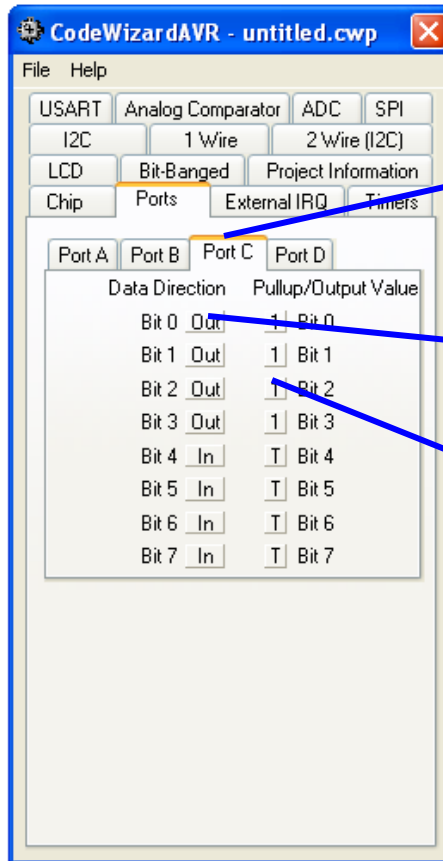 CodeWizardAVR - untitled.cwp
File Help
USART Analog Comparator ADC SPI
I2C 1 Wire 2 Wire (I2C)
LCD Bit-Banged Project Information
Chip Ports External IRQ Timers
Port A Port B Port C Port D
Data Direction Pullup/Output Value
Bit 0 Out 1 Bit 0
Bit 1 Out 1 Bit 1
Bit 2 Out 1 Bit 2
Bit 3 Out 1 Bit 3
Bit 4 In T Bit 4
Bit 5 In T Bit 5
Bit 6 In T Bit 6
Bit 7 In T Bit 7